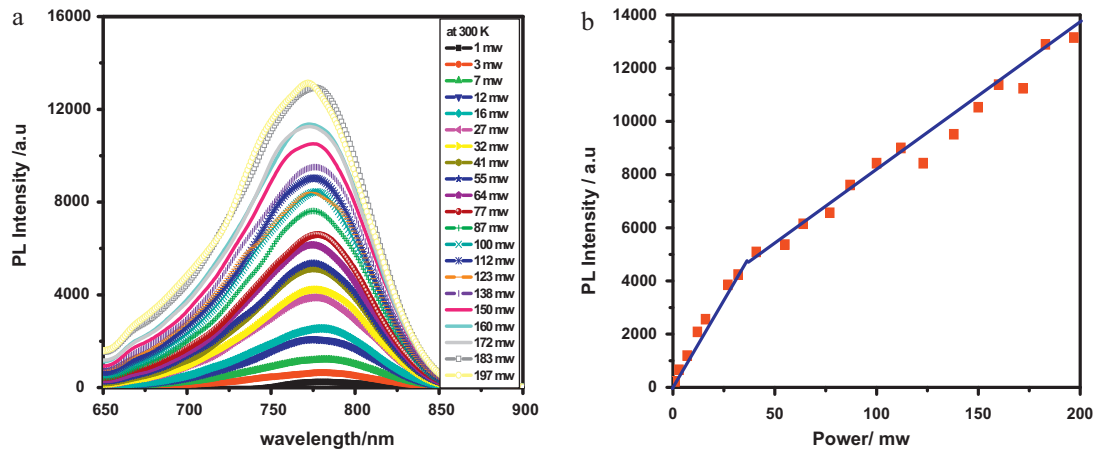 a
16000
12000
8000
4000
0
PL Intensity /a.u
650
700
750
800
850
900
wavelength/nm
at 300 K
1 mw
3 mw
7 mw
12 mw
16 mw
27 mw
32 mw
41 mw
55 mw
64 mw
77 mw
87 mw
100 mw
112 mw
123 mw
138 mw
150 mw
160 mw
172 mw
183 mw
197 mw
b
14000
12000
10000
8000
6000
4000
2000
0
PL Intensity / a.u
0
50
100
150
200
Power/ mw